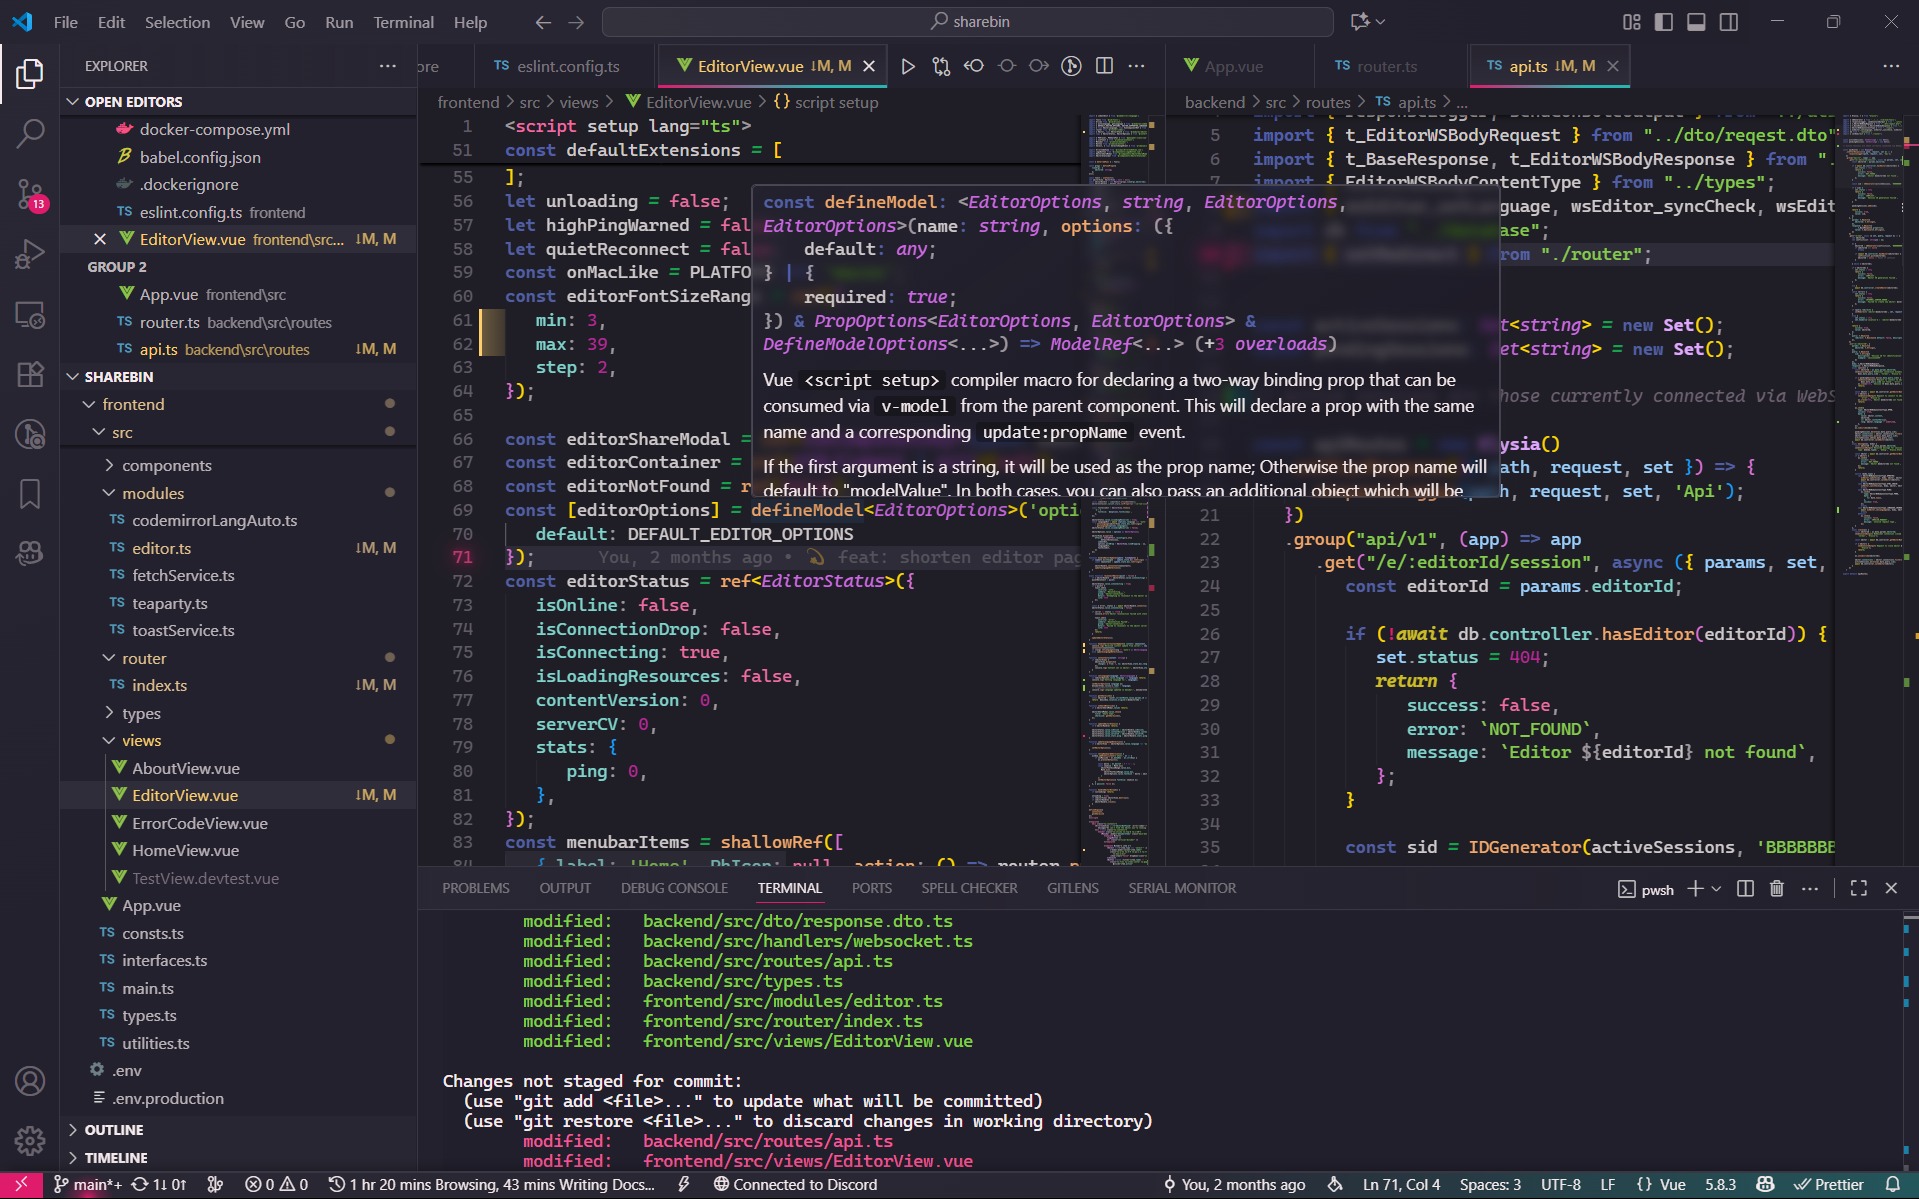 File Edit Selection View Go Run Terminal Help
sharebin
EXPLORER
OPEN EDITORS
docker-compose.yml
babel.config.json
.dockerignore
TS eslint.config.ts frontend
EditorView.vue frontend\src... ↓M, M
GROUP 2
App.vue frontend\src
TS router.ts backend\src\routes
TS api.ts backend\src\routes ↓M, M
13
SHAREBIN
frontend
src
components
modules
TS codemirrorLangAuto.ts
TS editor.ts ↓M, M
TS fetchService.ts
TS teaparty.ts
TS toastService.ts
router
TS index.ts ↓M, M
types
views
AboutView.vue
EditorView.vue ↓M, M
ErrorCodeView.vue
HomeView.vue
TestView.devtest.vue
App.vue
TS consts.ts
TS interfaces.ts
TS main.ts
TS types.ts
TS utilities.ts
.env
.env.production
OUTLINE
TIMELINE
ore TS eslint.config.ts EditorView.vue ↓M, M
frontend > src > views > EditorView.vue > {} script setup
1 <script setup lang="ts">
51 const defaultExtensions = [
55 ];
56 let unloading = false;
57 let highPingWarned = fal
58 let quietReconnect = fal
59 const onMacLike = PLATFO
60 const editorFontSizeRang
61 min: 3,
62 max: 39,
63 step: 2,
64 });
65
66 const editorShareModal =
67 const editorContainer =
68 const editorNotFound = r
69 const [editorOptions] = defineModel<EditorOptions>('optio
70 default: DEFAULT_EDITOR_OPTIONS
71 }); You, 2 months ago • feat: shorten editor pag
72 const editorStatus = ref<EditorStatus>({
73 isOnline: false,
74 isConnectionDrop: false,
75 isConnecting: true,
76 isLoadingResources: false,
77 contentVersion: 0,
78 serverCV: 0,
79 stats: {
80 ping: 0,
81 },
82 });
83 const menubarItems = shallowRef([
84 { label: 'Home', PhIcon: null, action: () => router.p
const defineModel: <EditorOptions, string, EditorOptions,
EditorOptions>(name: string, options: ({
default: any;
} | {
required: true;
}) & PropOptions<EditorOptions, EditorOptions> &
DefineModelOptions<...>) => ModelRef<...> (+3 overloads)
Vue <script setup> compiler macro for declaring a two-way binding prop that can be
consumed via v-model from the parent component. This will declare a prop with the same
name and a corresponding update:propName event.
If the first argument is a string, it will be used as the prop name; Otherwise the prop name will
default to "modelValue". In both cases, you can also pass an additional object which will be
App.vue TS router.ts TS api.ts ↓M, M
backend > src > routes > TS api.ts > ...
5 import { t_EditorWSBodyRequest } from "../dto/reqest.dto"
6 import { t_BaseResponse, t_EditorWSBodyResponse } from ".
7 import { EditorWSBodyContentType } from "../types";
guage, wsEditor_syncCheck, wsEdit
ase";
rom "./router";
et<string> = new Set();
et<string> = new Set();
hose currently connected via WebS
ysia()
ath, request, set }) => {
h, request, set, 'Api');
21 })
22 .group("api/v1", (app) => app
23 .get("/e/:editorId/session", async ({ params, set,
24 const editorId = params.editorId;
25
26 if (!await db.controller.hasEditor(editorId)) {
27 set.status = 404;
28 return {
29 success: false,
30 error: `NOT_FOUND`,
31 message: `Editor ${editorId} not found`,
32 };
33 }
34
35 const sid = IDGenerator(activeSessions, 'BBBBBBB
PROBLEMS OUTPUT DEBUG CONSOLE TERMINAL PORTS SPELL CHECKER GITLENS SERIAL MONITOR
pwsh
modified: backend/src/dto/response.dto.ts
modified: backend/src/handlers/websocket.ts
modified: backend/src/routes/api.ts
modified: backend/src/types.ts
modified: frontend/src/modules/editor.ts
modified: frontend/src/router/index.ts
modified: frontend/src/views/EditorView.vue
Changes not staged for commit:
(use "git add <file>..." to update what will be committed)
(use "git restore <file>..." to discard changes in working directory)
modified: backend/src/routes/api.ts
modified: frontend/src/views/EditorView.vue
main*+ 1↓ 0↑ 0 0 1 hr 20 mins Browsing, 43 mins Writing Docs... Connected to Discord
You, 2 months ago Ln 71, Col 4 Spaces: 3 UTF-8 LF {} Vue 5.8.3 Prettier